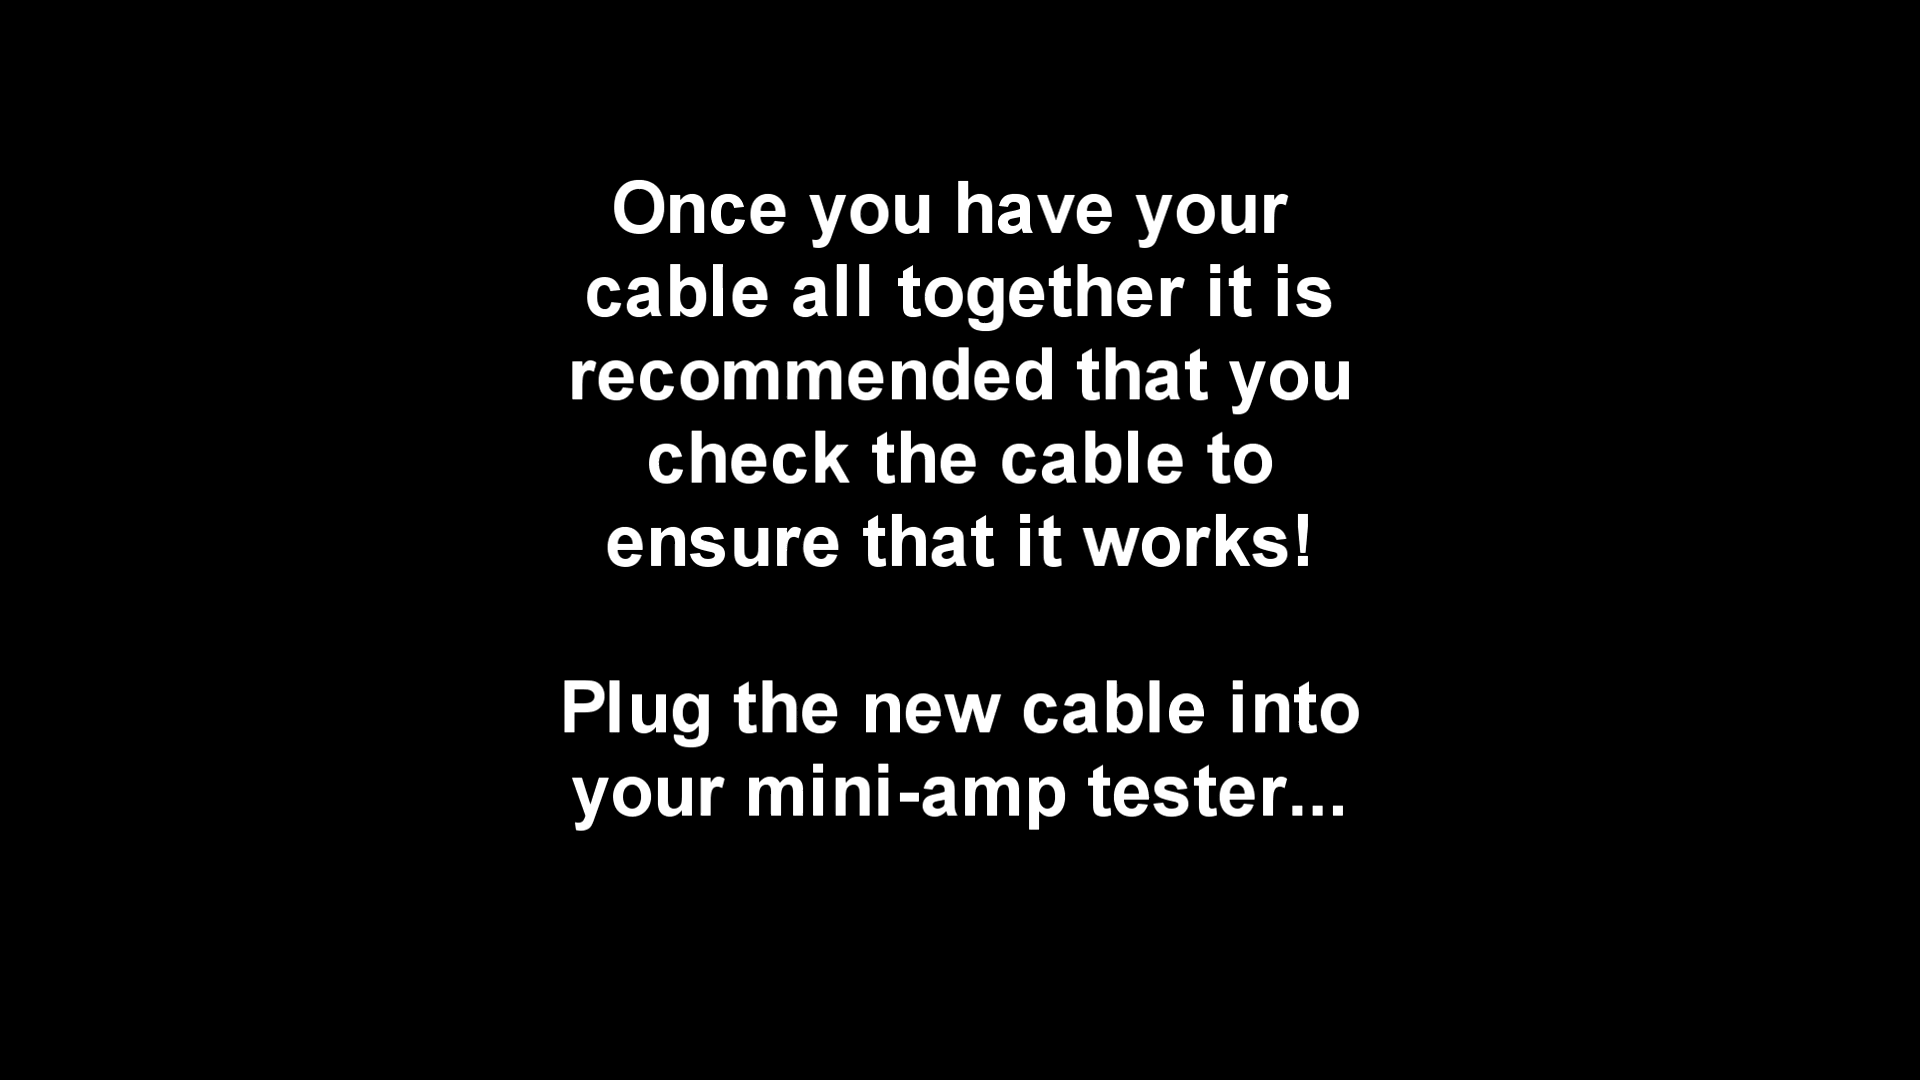 Once you have your
cable all together it is
recommended that you
check the cable to
ensure that it works!
Plug the new cable into
your mini-amp tester...